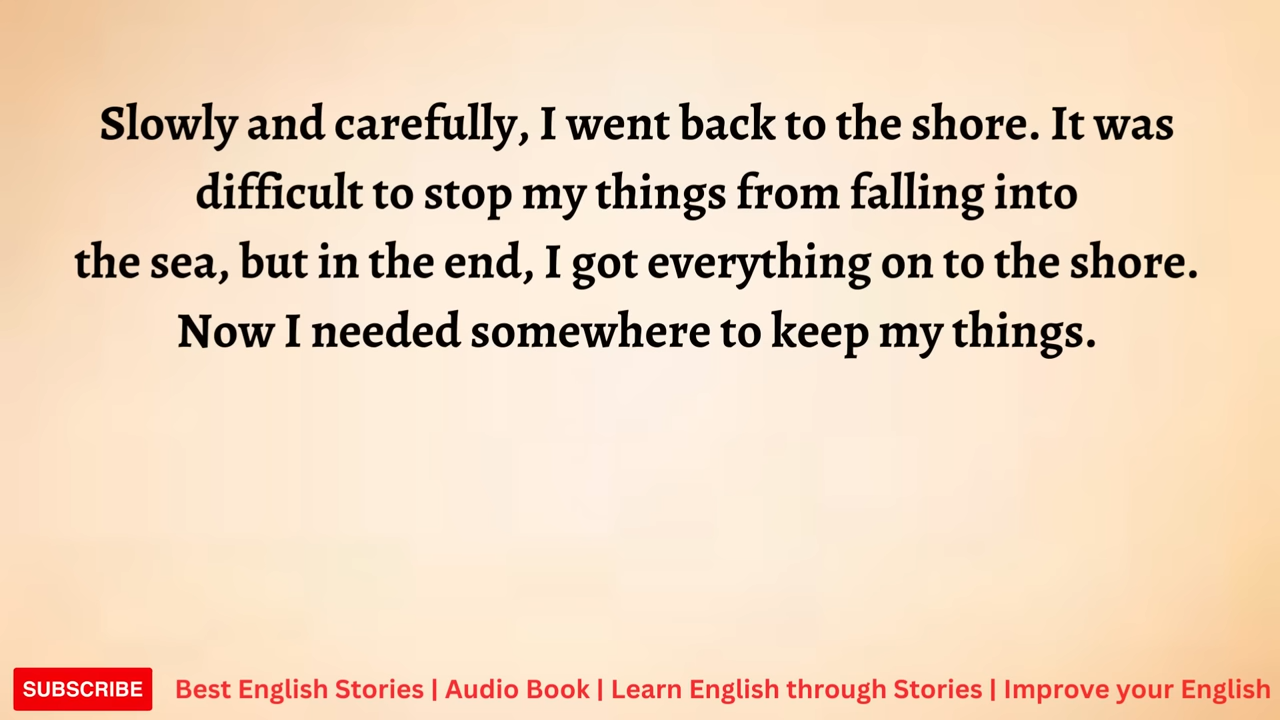 Slowly and carefully, I went back to the shore. It was
difficult to stop my things from falling into
the sea, but in the end, I got everything on to the shore.
Now I needed somewhere to keep my things.
SUBSCRIBE
Best English Stories | Audio Book | Learn English through Stories | Improve your English